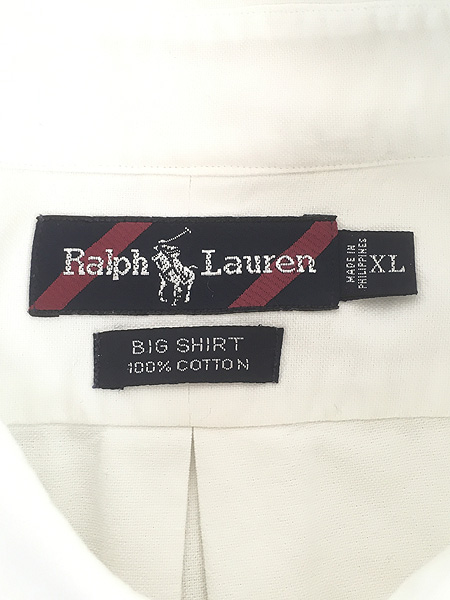 Ralph Lauren
MADE IN
PHILIPPINES
XL
BIG SHIRT
100% COTTON